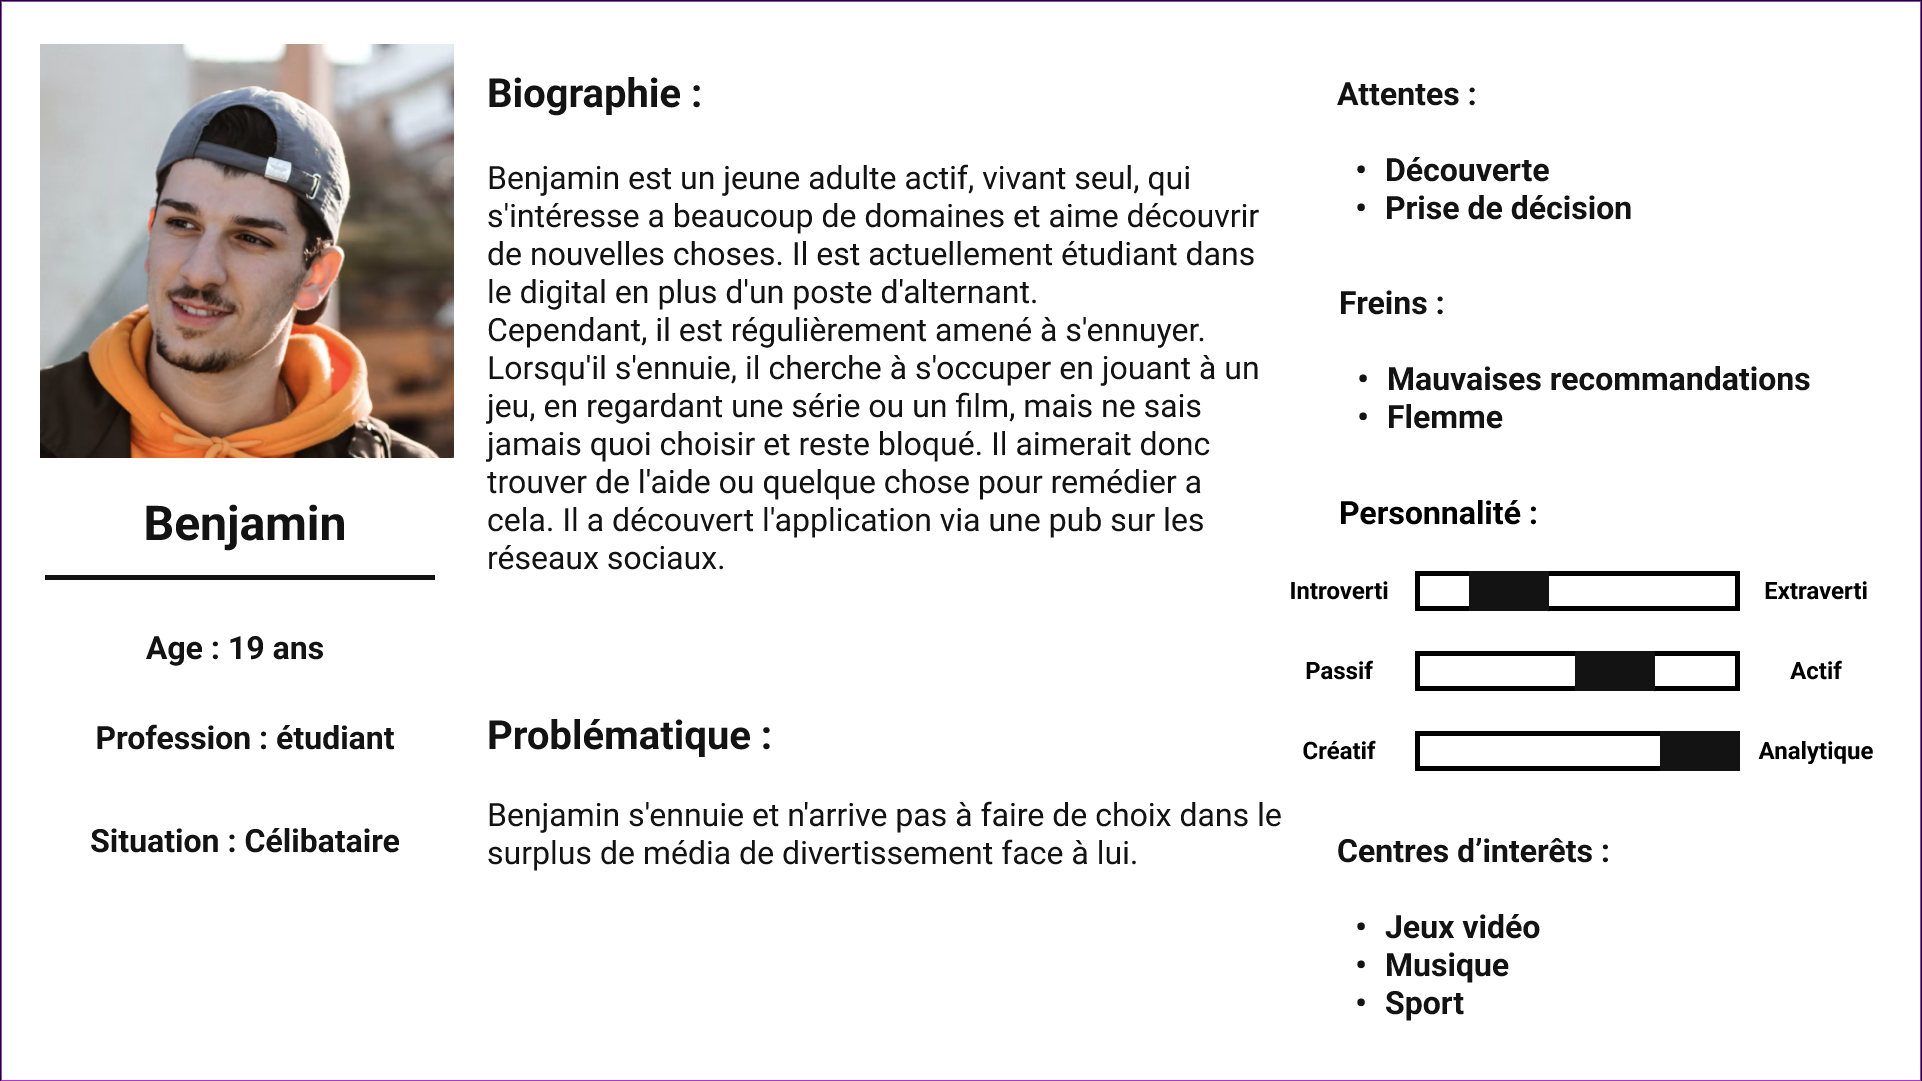 Benjamin
Age : 19 ans
Profession : étudiant
Situation : Célibataire
Biographie :
Benjamin est un jeune adulte actif, vivant seul, qui
s'intéresse a beaucoup de domaines et aime découvrir
de nouvelles choses. Il est actuellement étudiant dans
le digital en plus d'un poste d'alternant.
Cependant, il est régulièrement amené à s'ennuyer.
Lorsqu'il s'ennuie, il cherche à s'occuper en jouant à un
jeu, en regardant une série ou un film, mais ne sais
jamais quoi choisir et reste bloqué. Il aimerait donc
trouver de l'aide ou quelque chose pour remédier a
cela. Il a découvert l'application via une pub sur les
réseaux sociaux.
Problématique :
Benjamin s'ennuie et n'arrive pas à faire de choix dans le
surplus de média de divertissement face à lui.
Attentes :
• Découverte
• Prise de décision
Freins :
• Mauvaises recommandations
• Flemme
Personnalité :
Introverti Extraverti
Passif Actif
Créatif Analytique
Centres d’interêts :
• Jeux vidéo
• Musique
• Sport